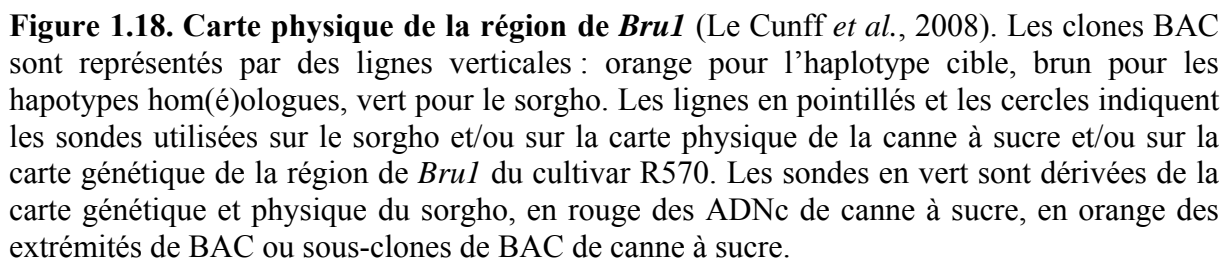 Figure 1.18. Carte physique de la région de Bru1 (Le Cunff et al., 2008). Les clones BAC
sont représentés par des lignes verticales : orange pour l’haplotype cible, brun pour les
hapotypes hom(é)ologues, vert pour le sorgho. Les lignes en pointillés et les cercles indiquent
les sondes utilisées sur le sorgho et/ou sur la carte physique de la canne à sucre et/ou sur la
carte génétique de la région de Bru1 du cultivar R570. Les sondes en vert sont dérivées de la
carte génétique et physique du sorgho, en rouge des ADNc de canne à sucre, en orange des
extrémités de BAC ou sous-clones de BAC de canne à sucre.